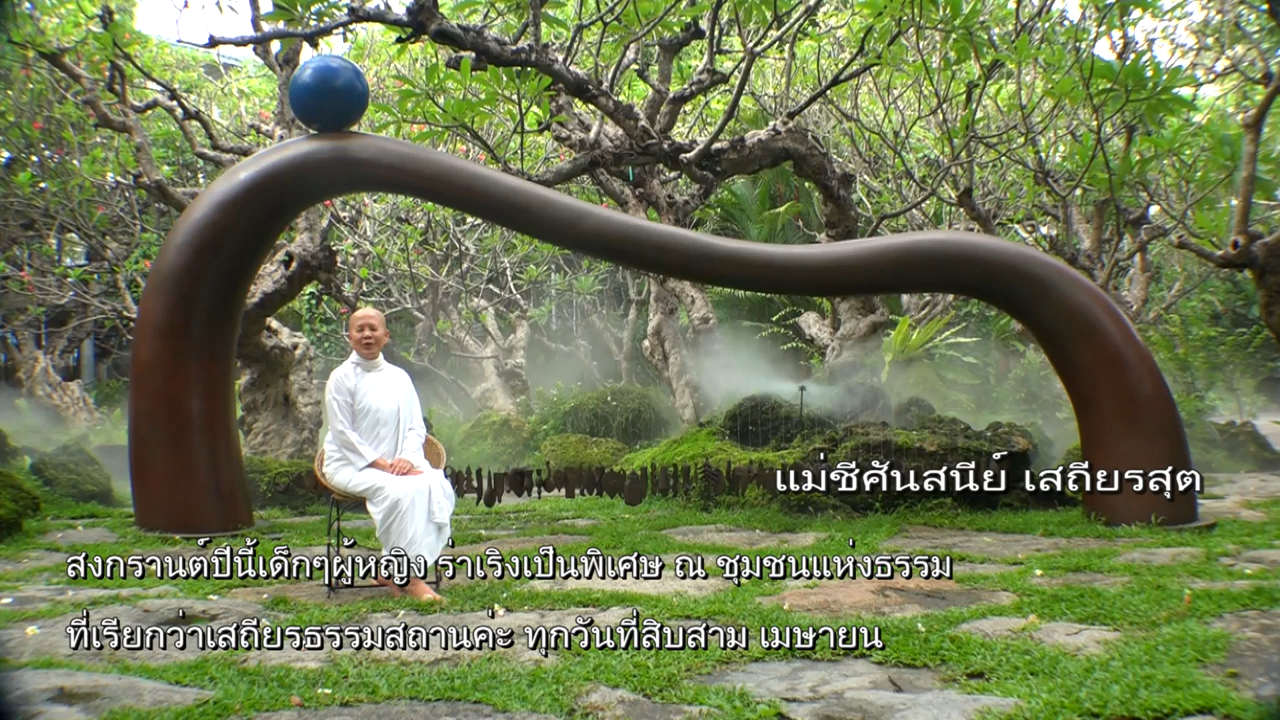 แม่ชีศันสนีย์ เสถียรสุต
สงกรานต์ปีนี้เด็กๆผู้หญิง ร่าเริงเป็นพิเศษ ณ ชุมชนแห่งธรรม
ที่เรียกว่าเสถียรธรรมสถานค่ะ ทุกวันที่สิบสาม เมษายน